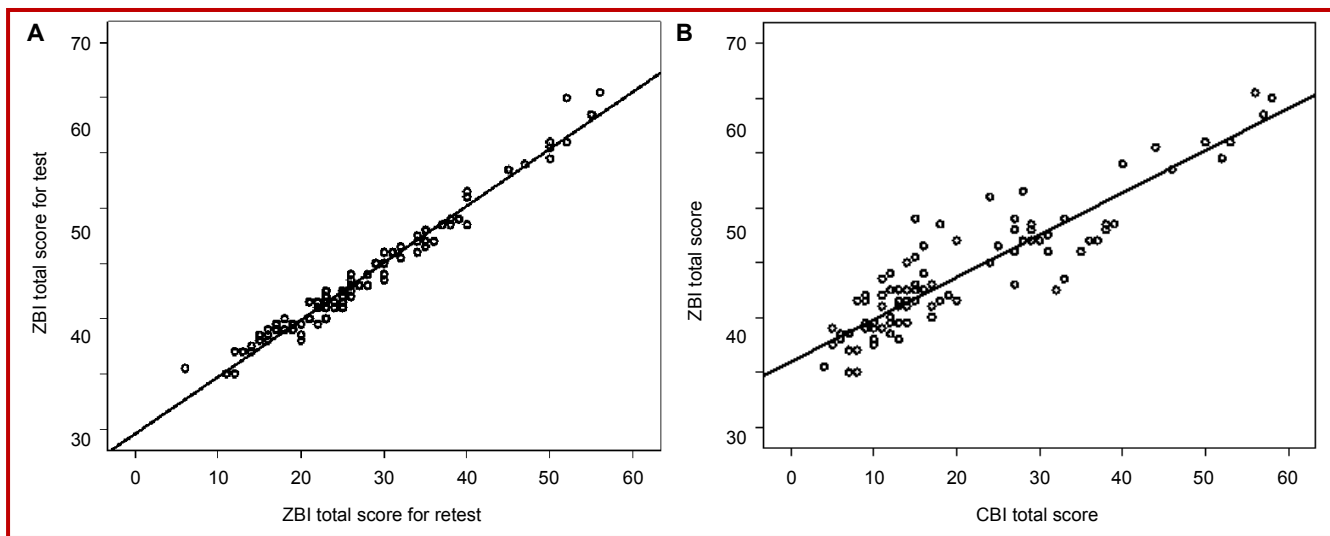 A
70
60
50
40
30
ZBI total score for test
0 10 20 30 40 50 60
ZBI total score for retest
B
70
60
50
40
30
ZBI total score
0 10 20 30 40 50 60
CBI total score